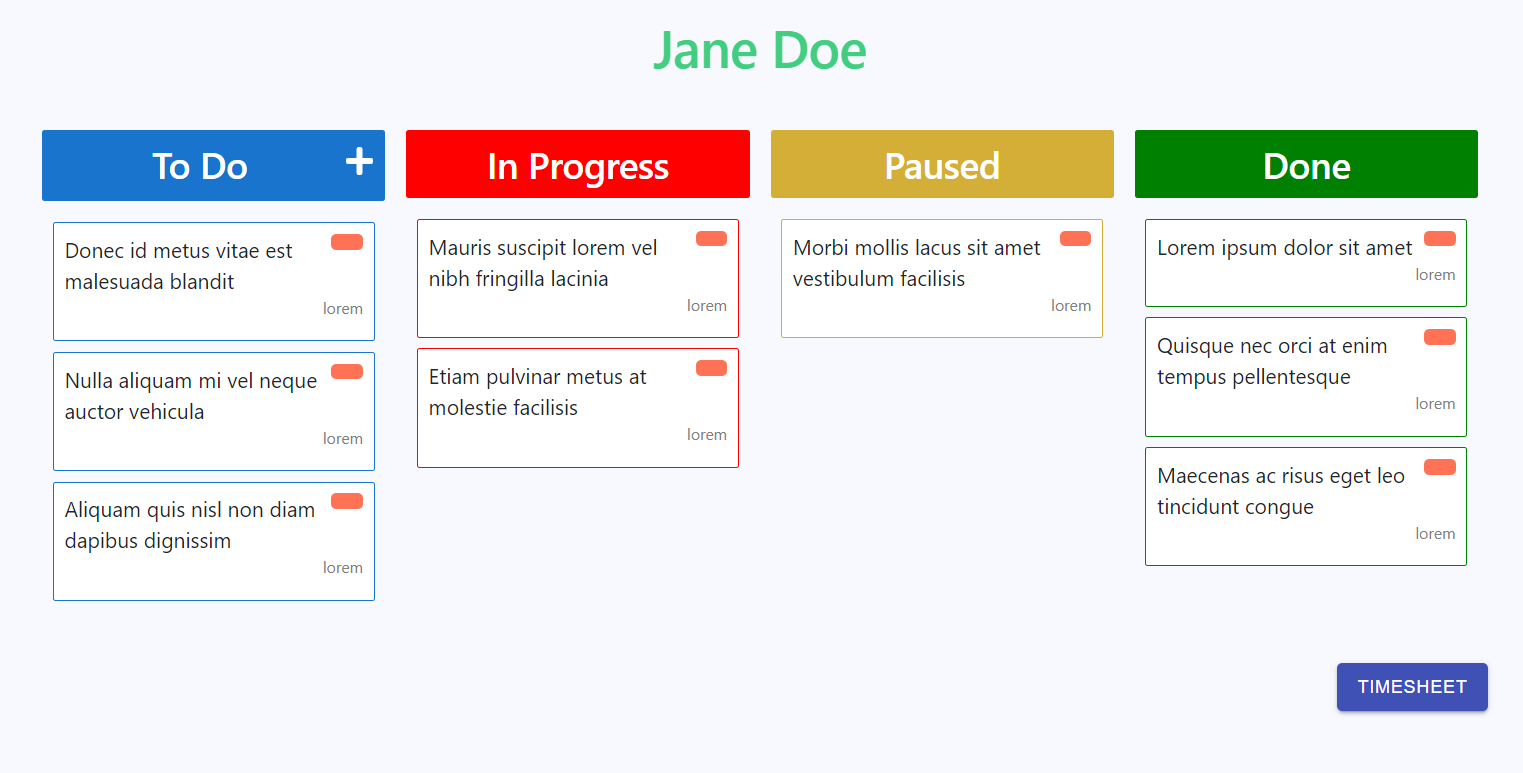 Jane Doe
To Do
Donec id metus vitae est
malesuada blandit
lorem
Nulla aliquam mi vel neque
auctor vehicula
lorem
Aliquam quis nisl non diam
dapibus dignissim
lorem
In Progress
Mauris suscipit lorem vel
nibh fringilla lacinia
lorem
Etiam pulvinar metus at
molestie facilisis
lorem
Paused
Morbi mollis lacus sit amet
vestibulum facilisis
lorem
Done
Lorem ipsum dolor sit amet
lorem
Quisque nec orci at enim
tempus pellentesque
lorem
Maecenas ac risus eget leo
tincidunt congue
lorem
TIMESHEET